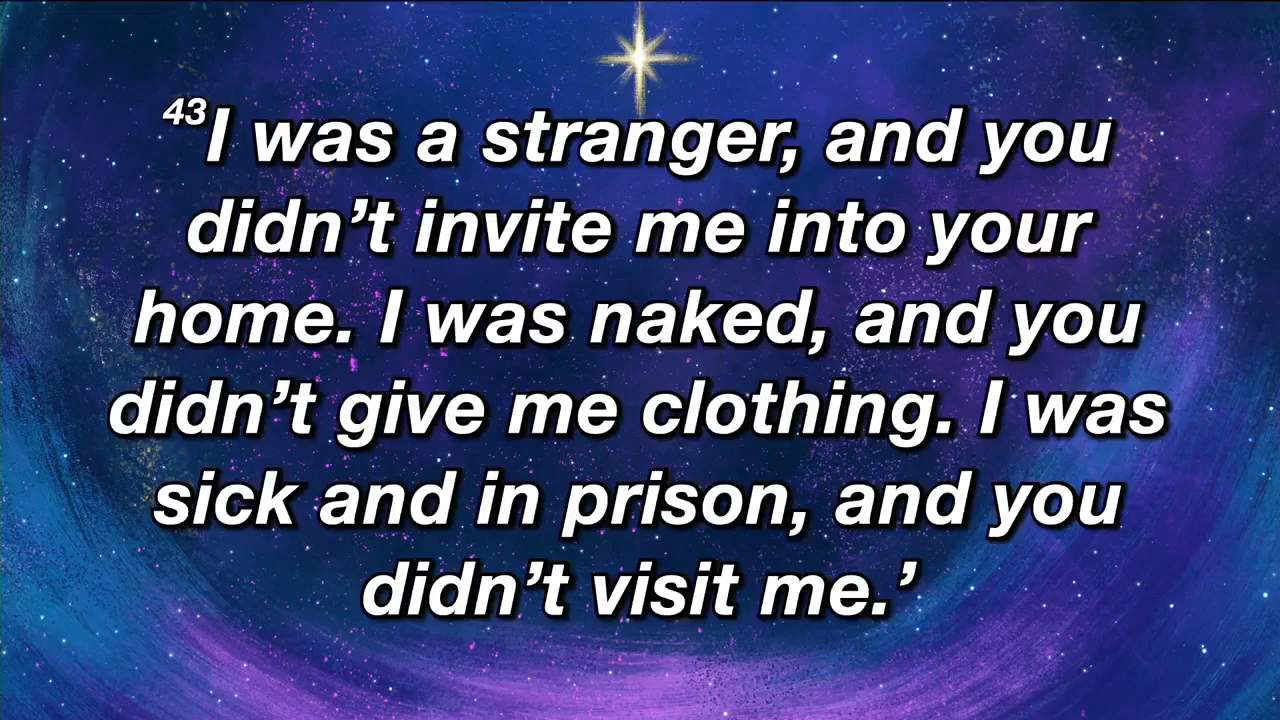 43I was a stranger, and you
didn’t invite me into your
home. I was naked, and you
didn’t give me clothing. I was
sick and in prison, and you
didn’t visit me.’